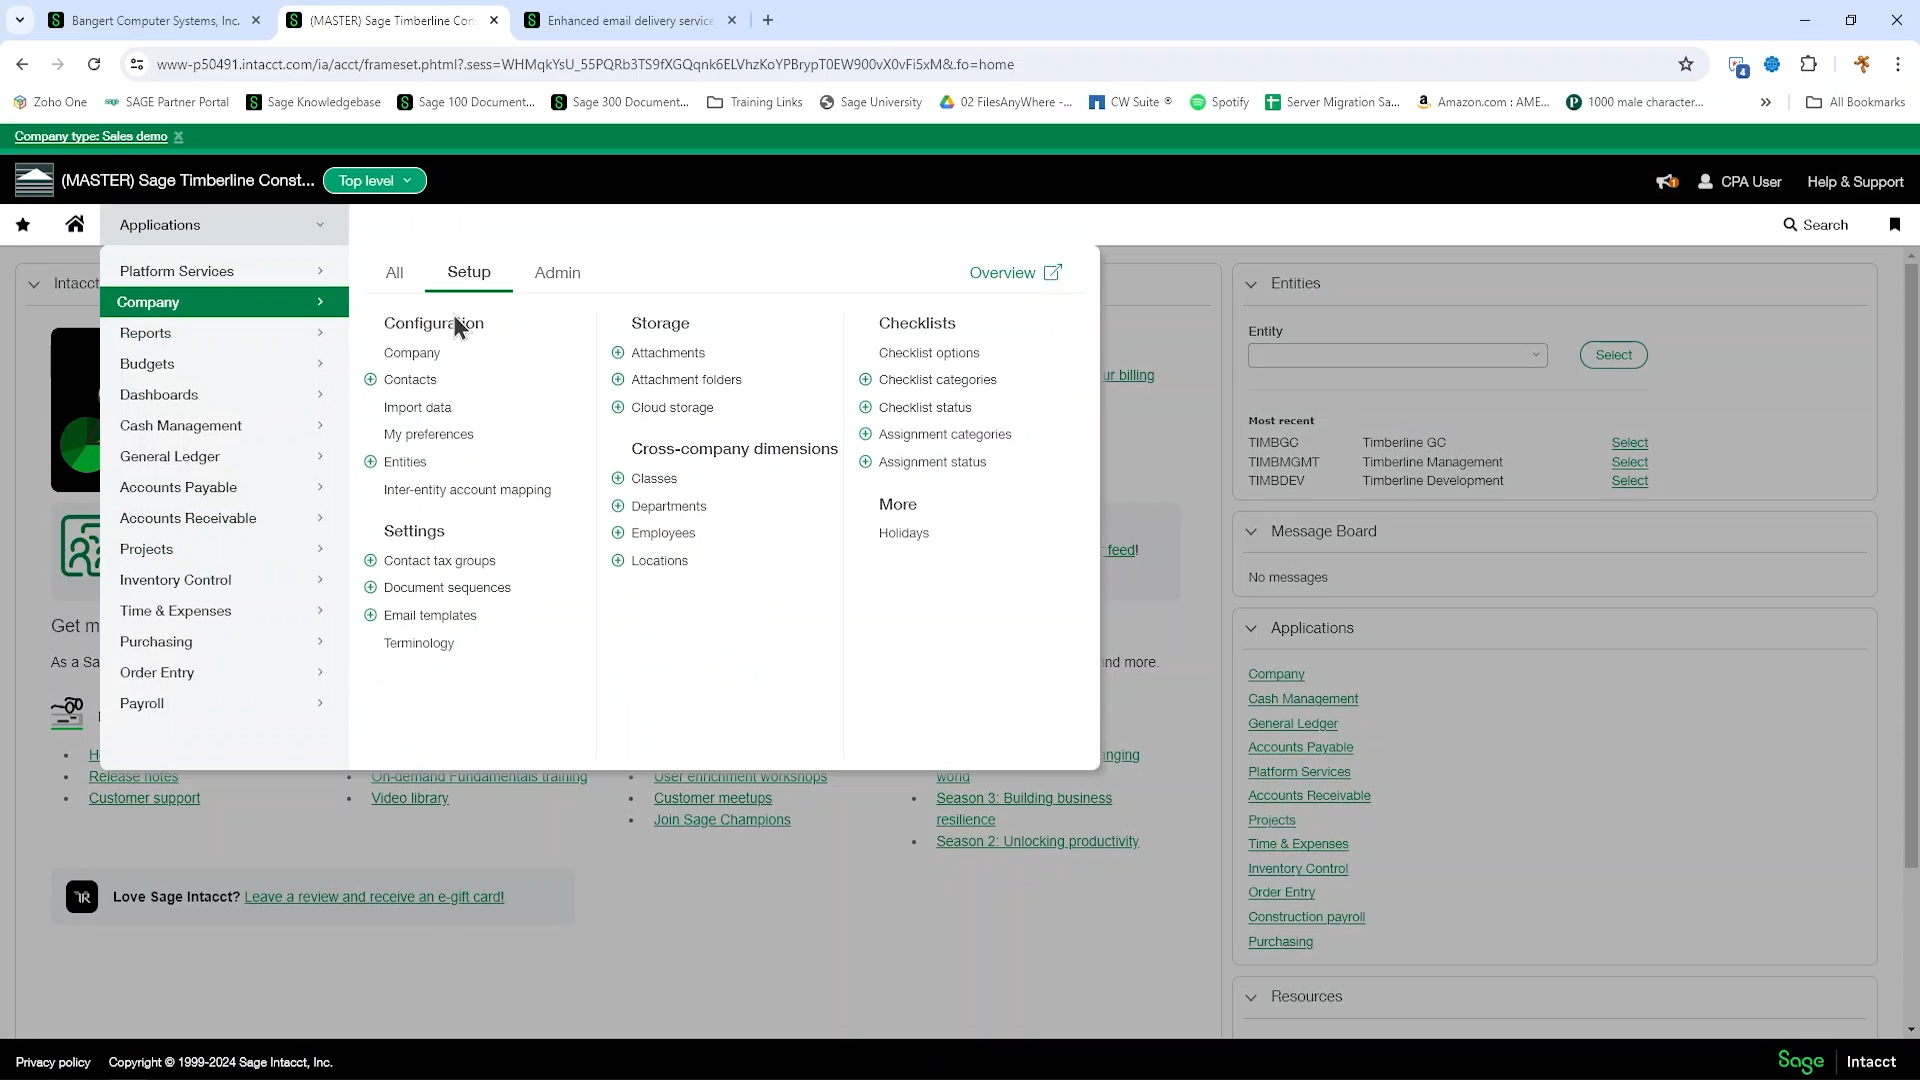 Bangert Computer Systems, Inc.
(MASTER) Sage Timberline Con
Enhanced email delivery service
www-p50491.intacct.com/ia/acct/frameset.phtml?.sess=WHMqkYsU_55PQRb3TS9fXGQqnk6ELVhzKoYPBrypT0EW900vX0vFi5xM&.fo=home
4
Zoho One
SAGE Partner Portal
Sage Knowledgebase
Sage 100 Document...
Sage 300 Document...
Training Links
Sage University
02 FilesAnyWhere -...
CW Suite ®
Spotify
Server Migration Sa...
Amazon.com : AME...
1000 male character...
All Bookmarks
Company type: Sales demo
(MASTER) Sage Timberline Const...
Top level
1
CPA User
Help & Support
Applications
Search
Platform Services
Company
Reports
Budgets
Dashboards
Cash Management
General Ledger
Accounts Payable
Accounts Receivable
Projects
Inventory Control
Time & Expenses
Purchasing
Order Entry
Payroll
All
Setup
Admin
Overview
Configuration
Company
Contacts
Import data
My preferences
Entities
Inter-entity account mapping
Settings
Contact tax groups
Document sequences
Email templates
Terminology
Storage
Attachments
Attachment folders
Cloud storage
Cross-company dimensions
Classes
Departments
Employees
Locations
Checklists
Checklist options
Checklist categories
Checklist status
Assignment categories
Assignment status
More
Holidays
Intacct
ur billing
feed!
Get m
As a Sa
nd more.
H
Release notes
Customer support
On-demand Fundamentals training
Video library
User enrichment workshops
Customer meetups
Join Sage Champions
nging
world
Season 3: Building business
resilience
Season 2: Unlocking productivity
Love Sage Intacct? Leave a review and receive an e-gift card!
Entities
Entity
Select
Most recent
TIMBGC Timberline GC Select
TIMBMGMT Timberline Management Select
TIMBDEV Timberline Development Select
Message Board
No messages
Applications
Company
Cash Management
General Ledger
Accounts Payable
Platform Services
Accounts Receivable
Projects
Time & Expenses
Inventory Control
Order Entry
Construction payroll
Purchasing
Resources
Privacy policy
Copyright © 1999-2024 Sage Intacct, Inc.
Sage Intacct